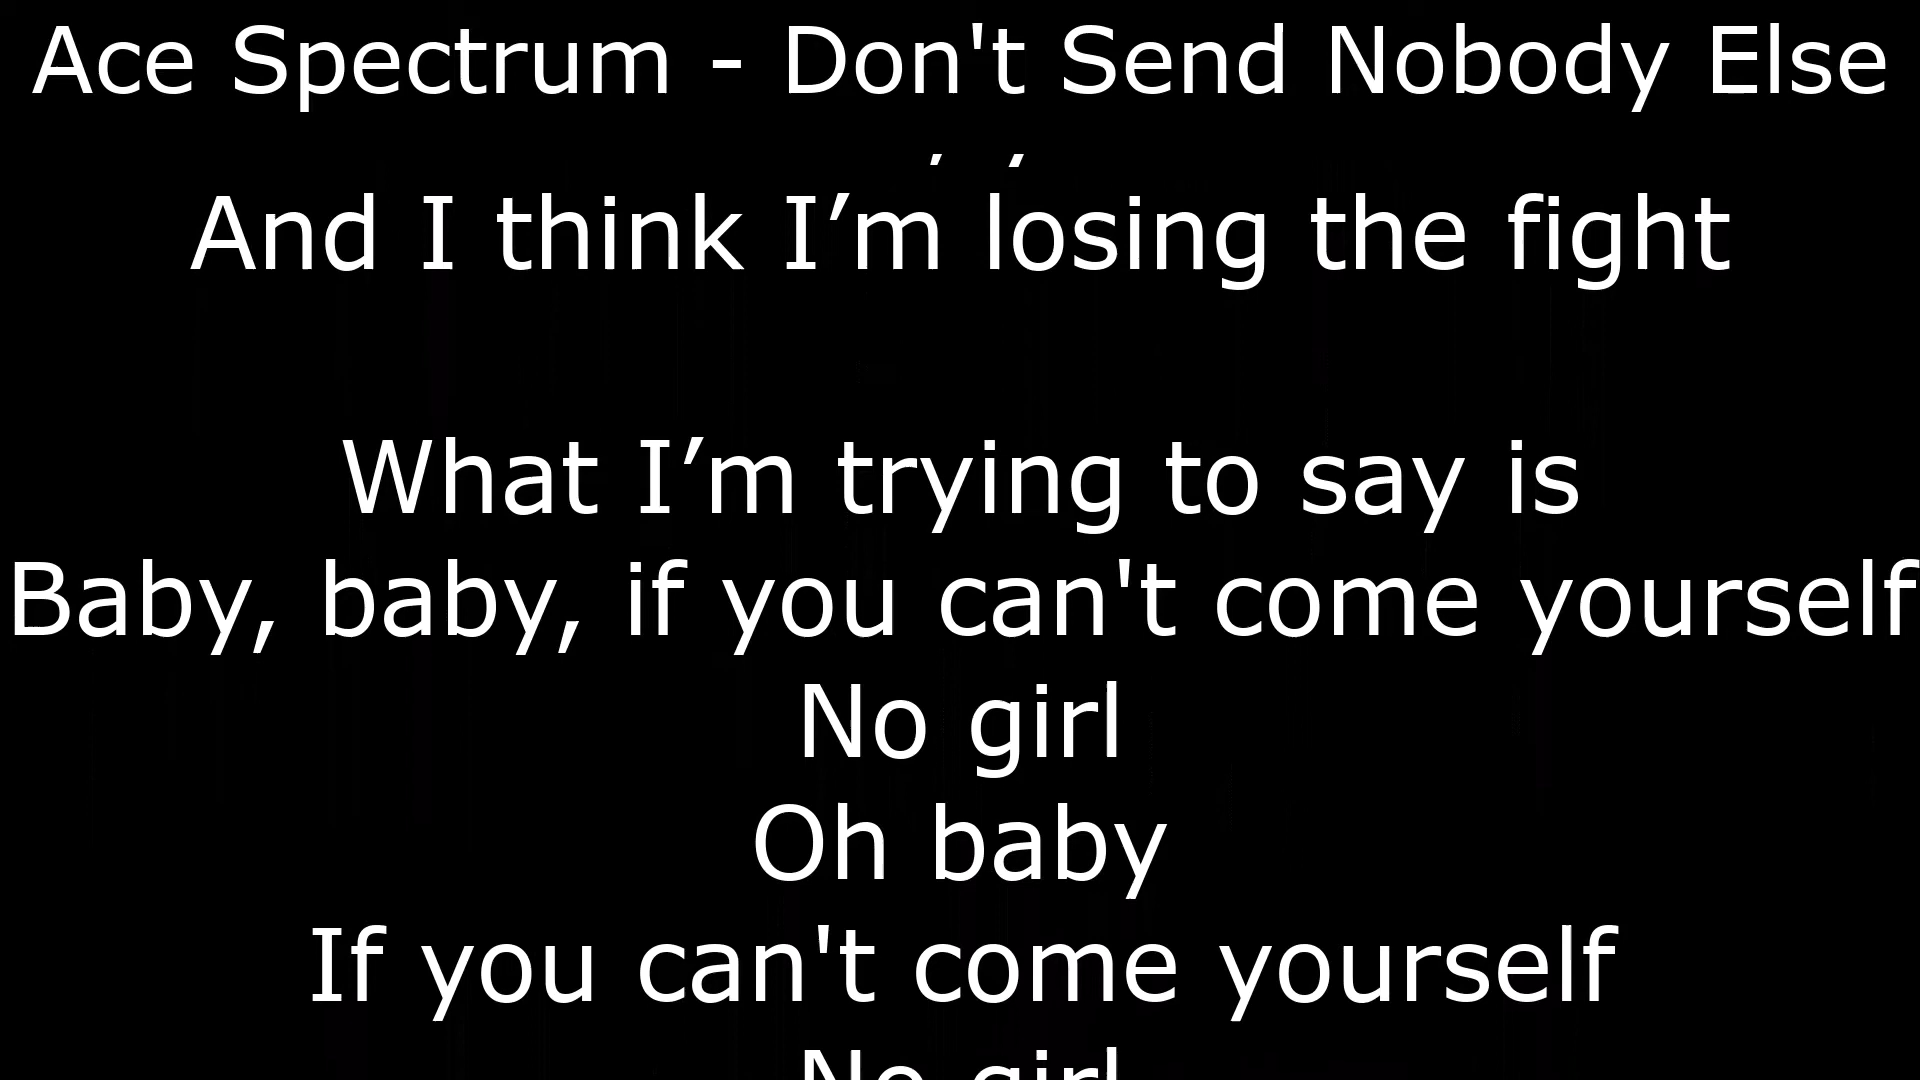 Ace Spectrum - Don't Send Nobody Else
And I think I’m losing the fight
What I’m trying to say is
Baby, baby, if you can't come yourself
No girl
Oh baby
If you can't come yourself
No girl